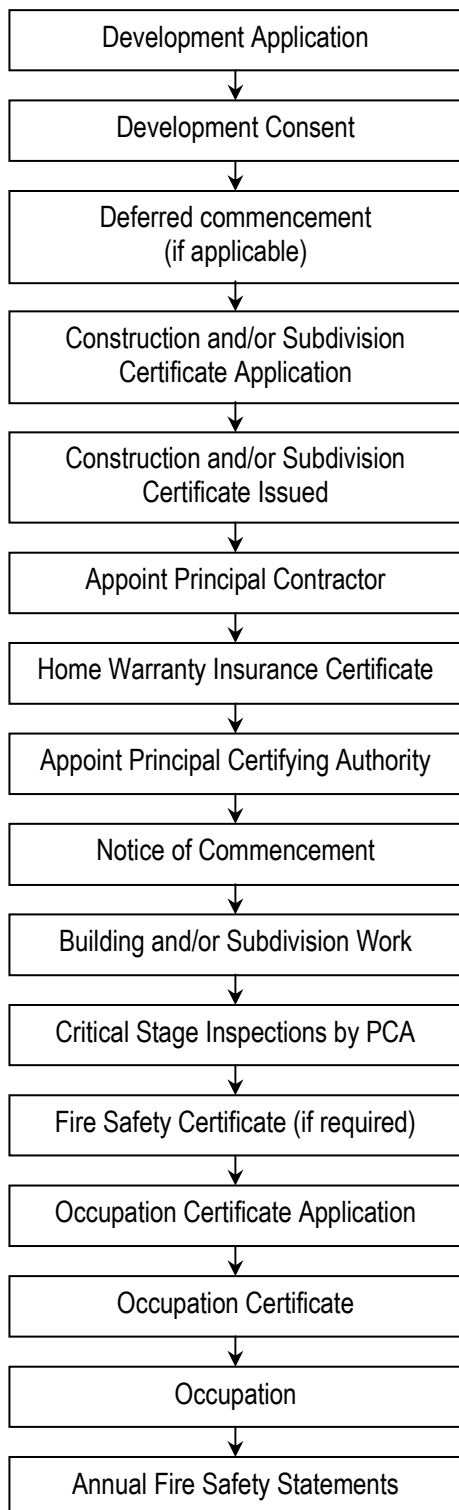 Development Application
Development Consent
Deferred commencement
(if applicable)
Construction and/or Subdivision
Certificate Application
Construction and/or Subdivision
Certificate Issued
Appoint Principal Contractor
Home Warranty Insurance Certificate
Appoint Principal Certifying Authority
Notice of Commencement
Building and/or Subdivision Work
Critical Stage Inspections by PCA
Fire Safety Certificate (if required)
Occupation Certificate Application
Occupation Certificate
Occupation
Annual Fire Safety Statements